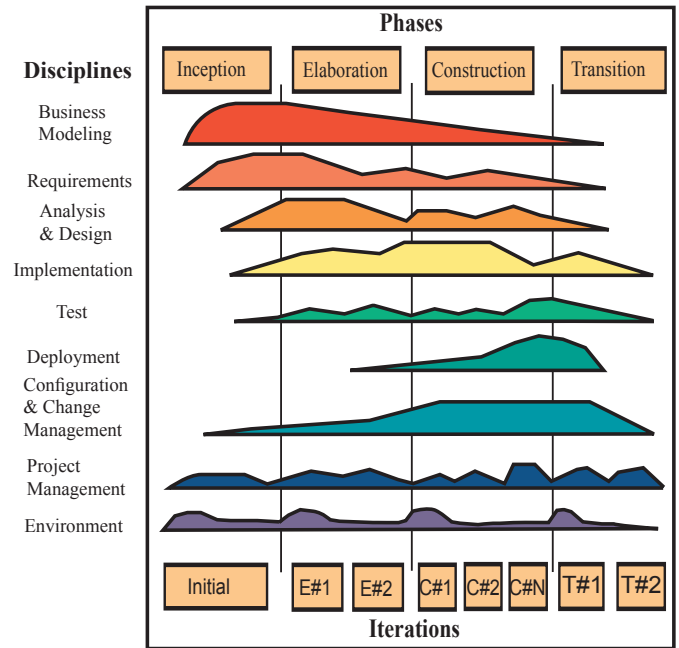 Phases
Disciplines
Inception
Elaboration
Construction
Transition
Business
Modeling
Requirements
Analysis
& Design
Implementation
Test
Deployment
Configuration
& Change
Management
Project
Management
Environment
Initial
E#1
E#2
C#1
C#2
C#N
T#1
T#2
Iterations